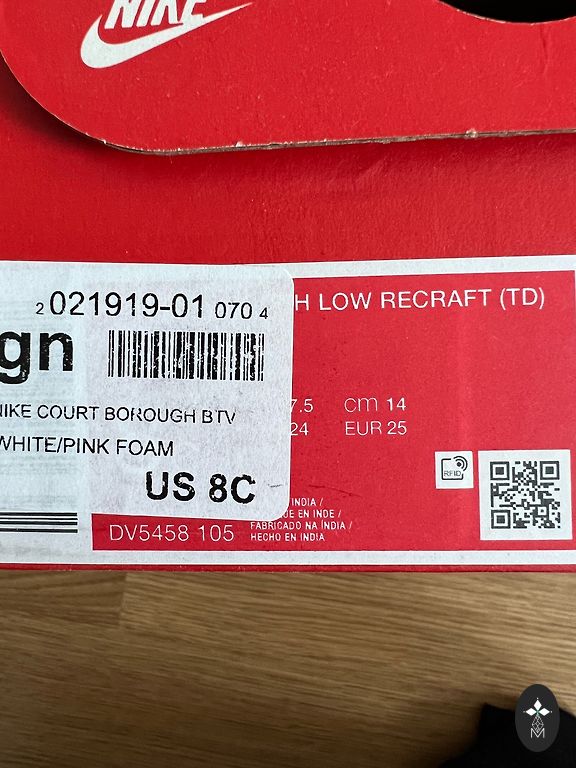 NIKE
2 021919-01 070 4
H LOW RECRAFT (TD)
gn
NIKE COURT BOROUGH BTV
WHITE/PINK FOAM
US 8C
7.5 cm 14
24 EUR 25
RFID
INDIA /
UE EN INDE /
FABRICADO NA ÍNDIA /
HECHO EN INDIA
DV5458 105
M